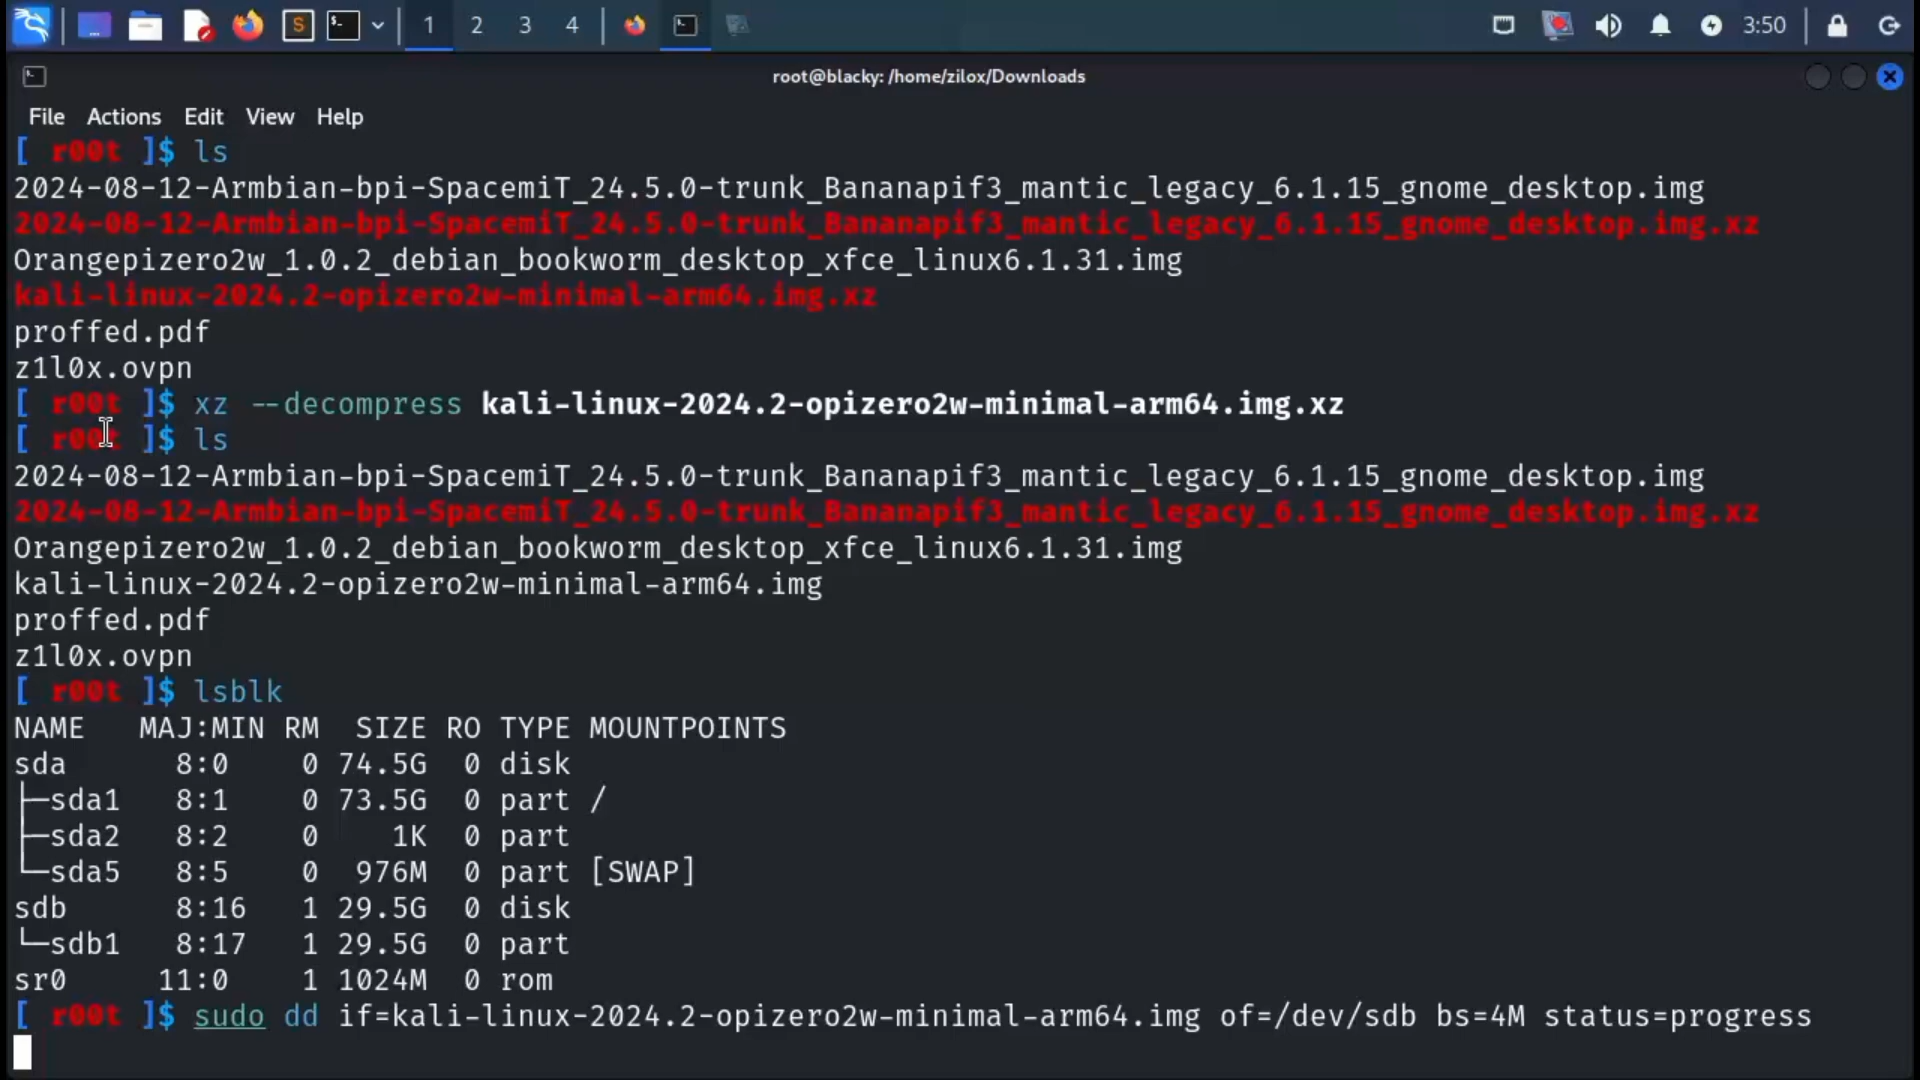 1 2 3 4 3:50
root@blacky: /home/zilox/Downloads
File Actions Edit View Help
[ r00t ]$ ls
2024-08-12-Armbian-bpi-SpacemiT_24.5.0-trunk_Bananapif3_mantic_legacy_6.1.15_gnome_desktop.img
2024-08-12-Armbian-bpi-SpacemiT_24.5.0-trunk_Bananapif3_mantic_legacy_6.1.15_gnome_desktop.img.xz
Orangepizero2w_1.0.2_debian_bookworm_desktop_xfce_linux6.1.31.img
kali-linux-2024.2-opizero2w-minimal-arm64.img.xz
proffed.pdf
z1l0x.ovpn
[ r00t ]$ xz --decompress kali-linux-2024.2-opizero2w-minimal-arm64.img.xz
[ r00t ]$ ls
2024-08-12-Armbian-bpi-SpacemiT_24.5.0-trunk_Bananapif3_mantic_legacy_6.1.15_gnome_desktop.img
2024-08-12-Armbian-bpi-SpacemiT_24.5.0-trunk_Bananapif3_mantic_legacy_6.1.15_gnome_desktop.img.xz
Orangepizero2w_1.0.2_debian_bookworm_desktop_xfce_linux6.1.31.img
kali-linux-2024.2-opizero2w-minimal-arm64.img
proffed.pdf
z1l0x.ovpn
[ r00t ]$ lsblk
NAME   MAJ:MIN RM   SIZE RO TYPE MOUNTPOINTS
sda      8:0    0  74.5G  0 disk
├─sda1   8:1    0  73.5G  0 part /
├─sda2   8:2    0     1K  0 part
└─sda5   8:5    0   976M  0 part [SWAP]
sdb      8:16   1  29.5G  0 disk
└─sdb1   8:17   1  29.5G  0 part
sr0     11:0    1  1024M  0 rom
[ r00t ]$ sudo dd if=kali-linux-2024.2-opizero2w-minimal-arm64.img of=/dev/sdb bs=4M status=progress